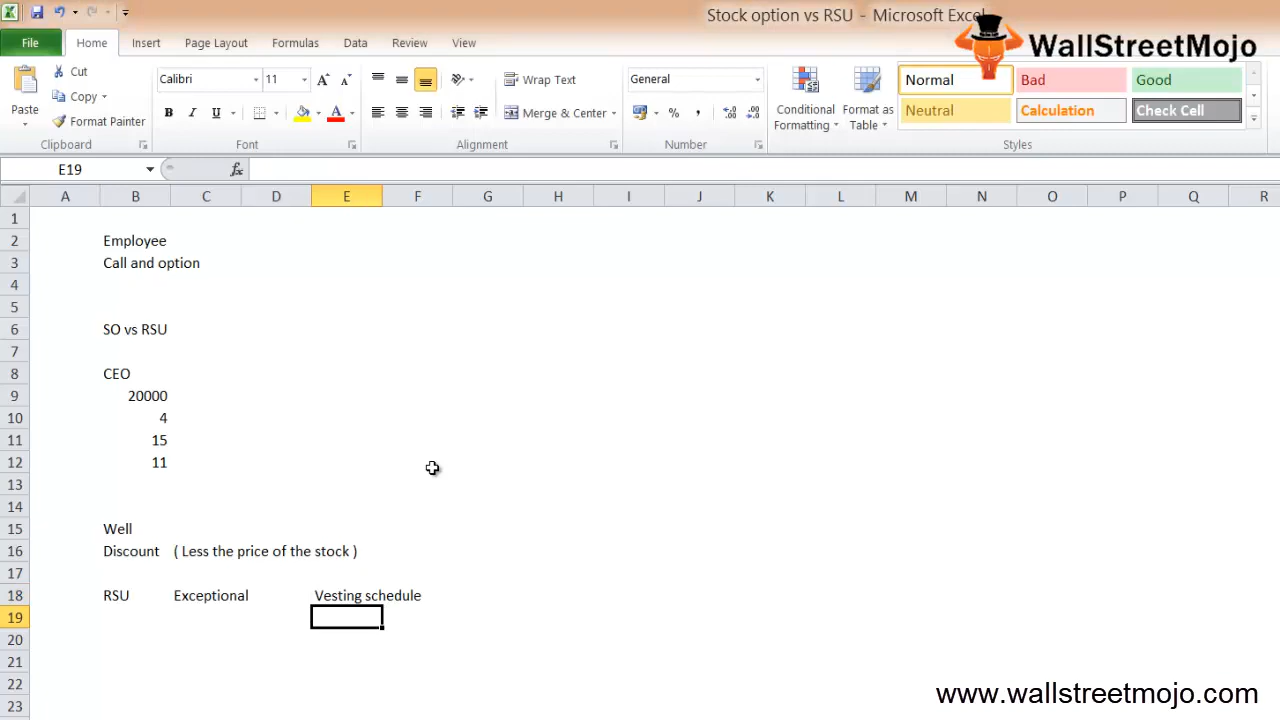 Stock option vs RSU - Microsoft Excel
WallStreetMojo
File Home Insert Page Layout Formulas Data Review View
Paste
Cut
Copy
Format Painter
Clipboard
Calibri 11
B I U A
Font
Wrap Text
Merge & Center
Alignment
General
% ,
Number
Conditional Formatting
Format as Table
Normal Bad Good
Neutral Calculation Check Cell
Styles
E19 fx
A B C D E F G H I J K L M N O P Q R
1
2 Employee
3 Call and option
4
5
6 SO vs RSU
7
8 CEO
9 20000
10 4
11 15
12 11
13
14
15 Well
16 Discount ( Less the price of the stock )
17
18 RSU Exceptional Vesting schedule
19
20
21
22
23
www.wallstreetmojo.com